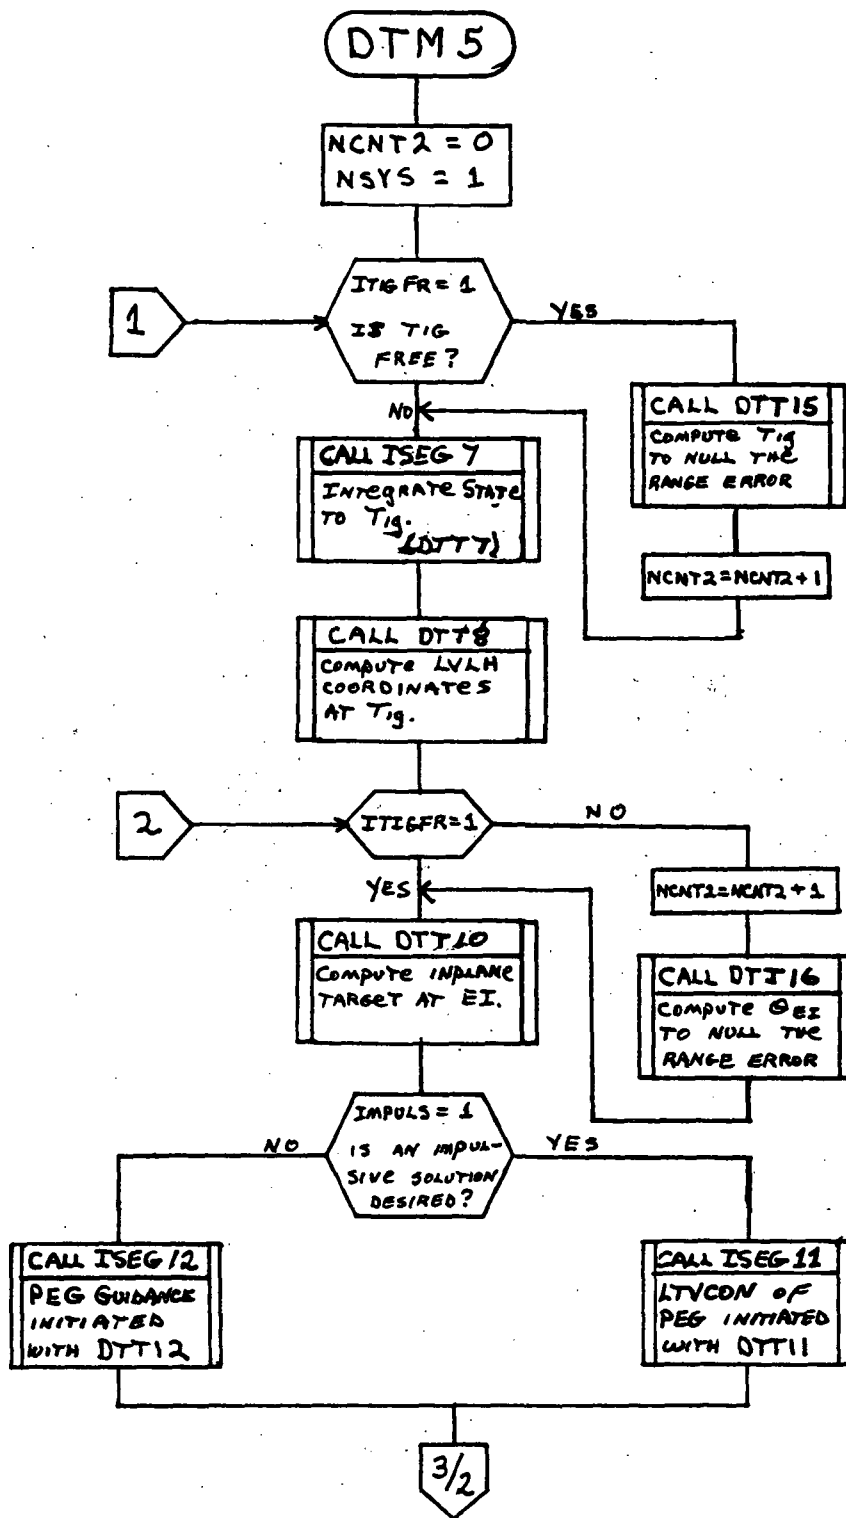 DTM 5
NCNT2 = 0
NSYS = 1
1
ITIGFR = 1
IS TIG
FREE?
YES
NO
CALL DTT15
COMPUTE Tig
TO NULL THE
RANGE ERROR
NCNT2=NCNT2+1
CALL ISEG 7
INTEGRATE STATE
TO Tig.
(DTT7)
CALL DTT8
COMPUTE LVLH
COORDINATES
AT Tig.
2
ITIGFR=1
NO
YES
NCNT2=NCNT2+1
CALL DTT16
COMPUTE ΘEI
TO NULL THE
RANGE ERROR
CALL DTT10
COMPUTE INPLANE
TARGET AT EI.
IMPULS = 1
IS AN IMPUL-
SIVE SOLUTION
DESIRED?
NO
YES
CALL ISEG 12
PEG GUIDANCE
INITIATED
WITH DTT12
CALL ISEG 11
LTVCON OF
PEG INITIATED
WITH DTT11
3/2